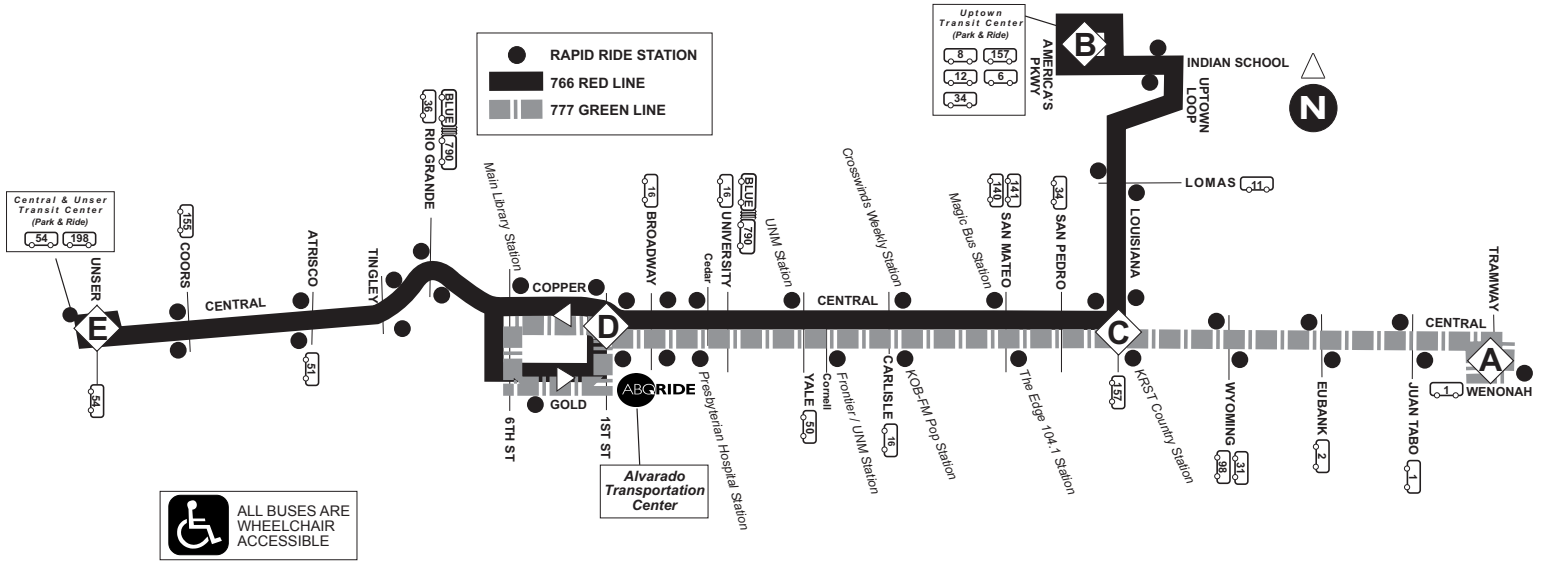 Uptown
Transit Center
(Park & Ride)
8
157
12
6
34
AMERICA'S
PKWY
B
INDIAN SCHOOL
UPTOWN
LOOP
N
RAPID RIDE STATION
766 RED LINE
777 GREEN LINE
36
BLUE
790
RIO GRANDE
Main Library Station
16
BROADWAY
16
UNIVERSITY
BLUE
790
Cedar
UNM Station
Crosswinds Weekly Station
Magic Bus Station
140
141
SAN MATEO
34
SAN PEDRO
LOMAS
11
LOUISIANA
TRAMWAY
Central & Unser
Transit Center
(Park & Ride)
54
198
UNSER
155
COORS
ATRISCO
TINGLEY
CENTRAL
COPPER
CENTRAL
CENTRAL
E
D
C
A
54
51
GOLD
6TH ST
1ST ST
ABQRIDE
Alvarado
Transportation
Center
Presbyterian Hospital Station
YALE
50
Cornell
Frontier / UNM Station
CARLISLE
16
KOB-FM Pop Station
The Edge 104.1 Station
157
KRST Country Station
WYOMING
98
31
EUBANK
2
JUAN TABO
1
1
WENONAH
ALL BUSES ARE
WHEELCHAIR
ACCESSIBLE